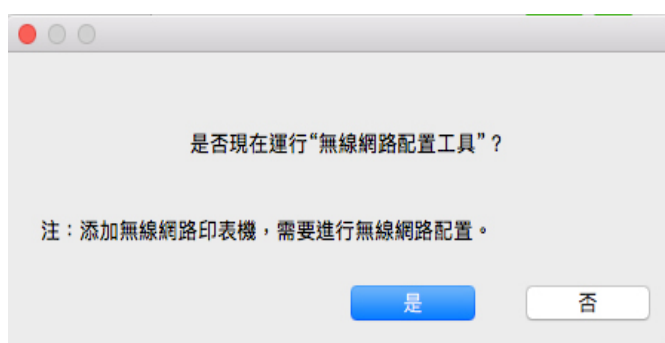 是否現在運行“無線網路配置工具”？
注：添加無線網路印表機，需要進行無線網路配置。
是
否